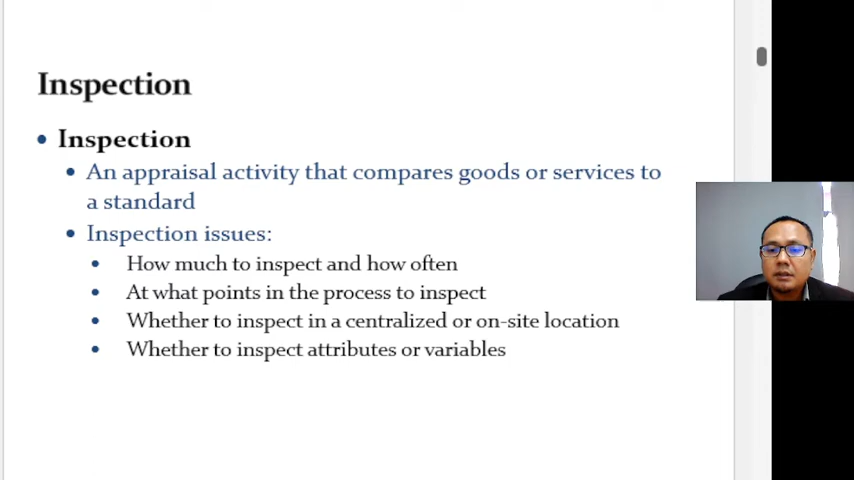 Inspection
• Inspection
• An appraisal activity that compares goods or services to
a standard
• Inspection issues:
• How much to inspect and how often
• At what points in the process to inspect
• Whether to inspect in a centralized or on-site location
• Whether to inspect attributes or variables